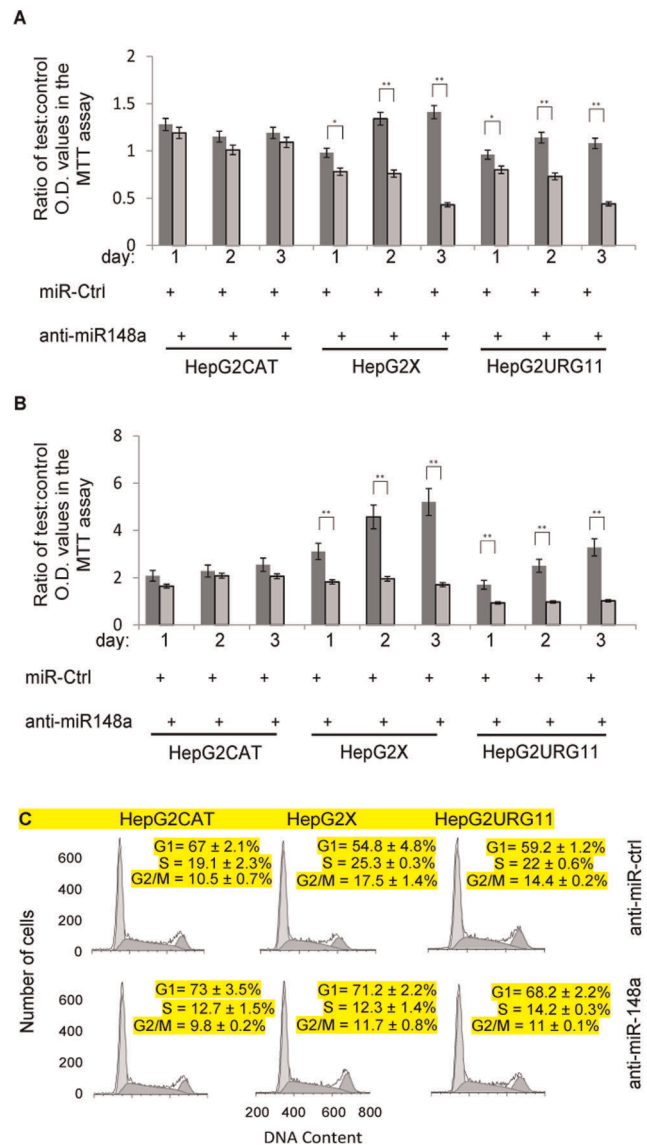 A
Ratio of test:control
O.D. values in the
MTT assay
2
1.5
1
0.5
0
* ** ** * ** **
day: 1 2 3 1 2 3 1 2 3
miR-Ctrl + + + + + + + + +
anti-miR148a + + + + + + + + +
HepG2CAT HepG2X HepG2URG11
B
Ratio of test:control
O.D. values in the
MTT assay
8
6
4
2
0
** ** ** ** ** **
day: 1 2 3 1 2 3 1 2 3
miR-Ctrl + + + + + + + + +
anti-miR148a + + + + + + + + +
HepG2CAT HepG2X HepG2URG11
C HepG2CAT HepG2X HepG2URG11
Number of cells
600
400
200
0
G1= 67 ± 2.1%
S = 19.1 ± 2.3%
G2/M = 10.5 ± 0.7%
G1= 54.8 ± 4.8%
S = 25.3 ± 0.3%
G2/M = 17.5 ± 1.4%
G1= 59.2 ± 1.2%
S = 22 ± 0.6%
G2/M = 14.4 ± 0.2%
anti-miR-ctrl
600
400
200
0
G1= 73 ± 3.5%
S = 12.7 ± 1.5%
G2/M = 9.8 ± 0.2%
G1= 71.2 ± 2.2%
S = 12.3 ± 1.4%
G2/M = 11.7 ± 0.8%
G1= 68.2 ± 2.2%
S = 14.2 ± 0.3%
G2/M = 11 ± 0.1%
anti-miR-148a
200 400 600 800
DNA Content